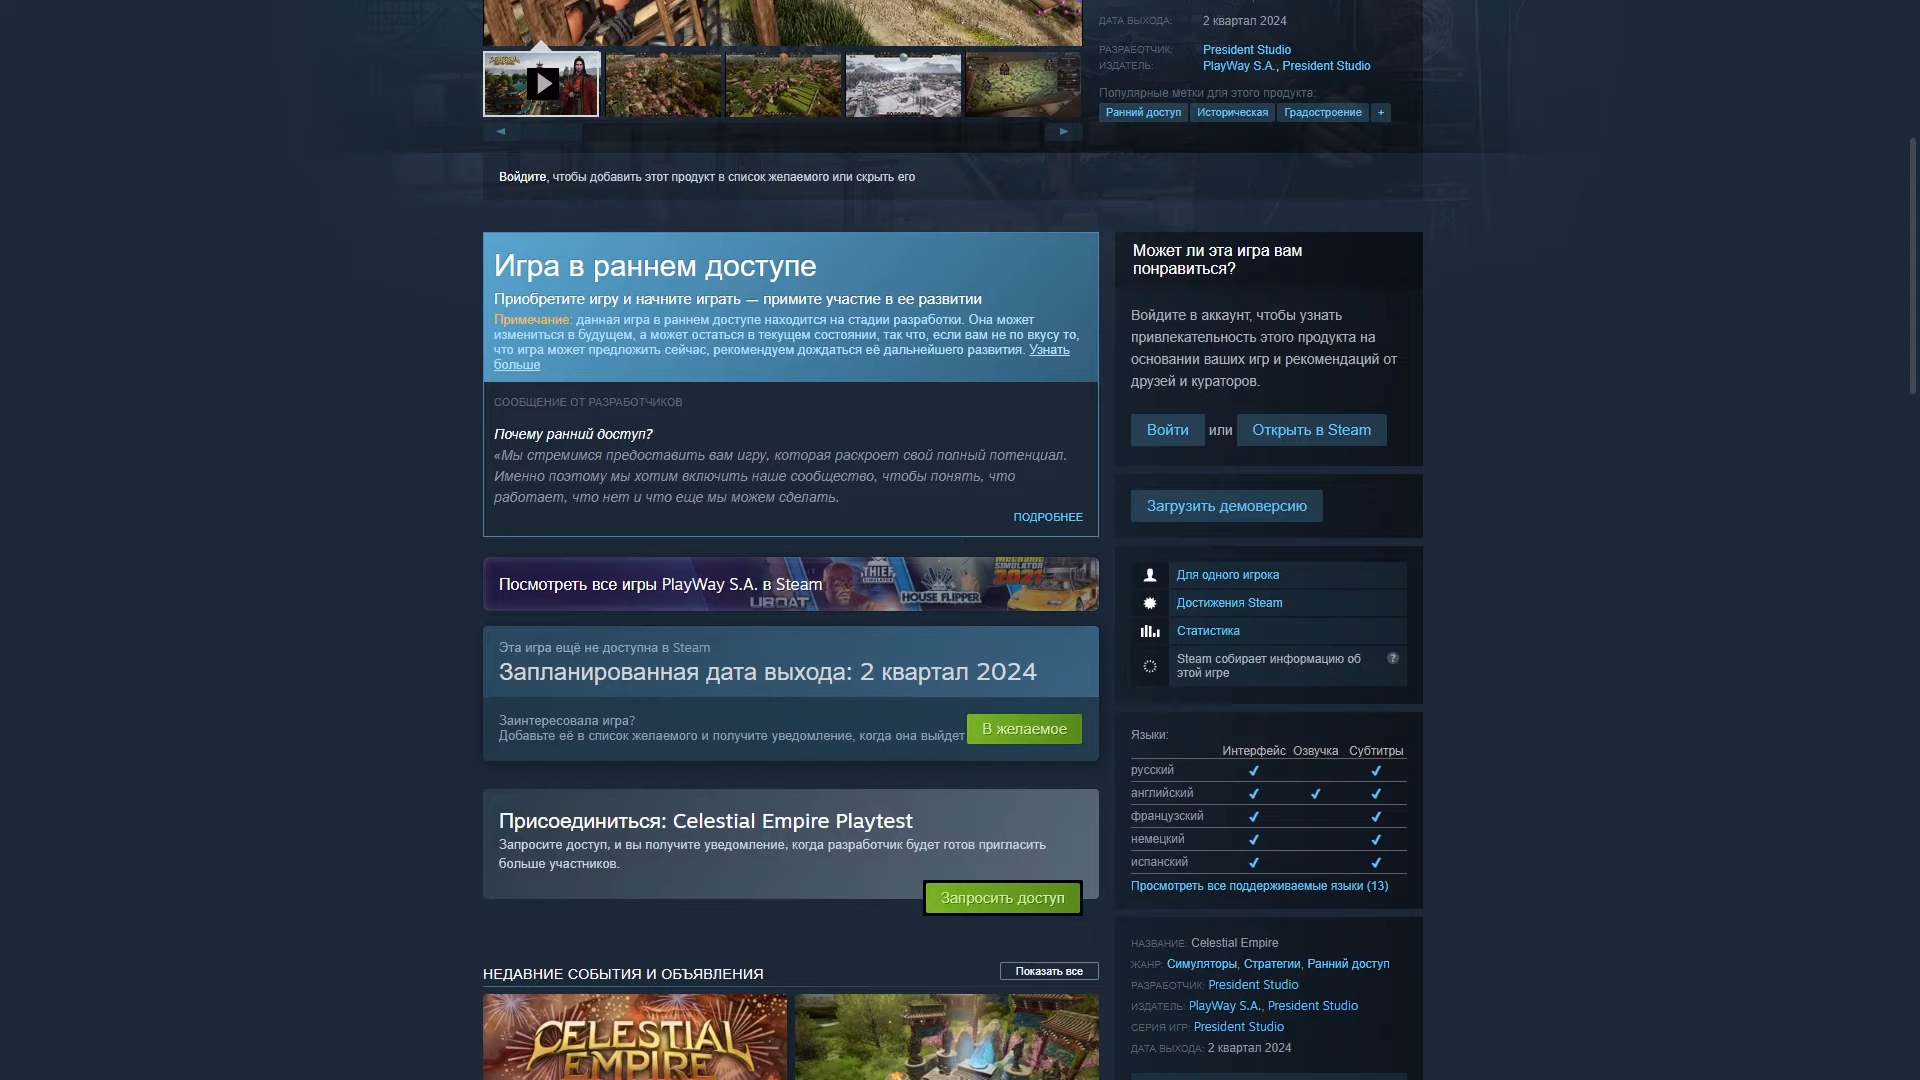 ДАТА ВЫХОДА: 2 квартал 2024
РАЗРАБОТЧИК: President Studio
ИЗДАТЕЛЬ: PlayWay S.A., President Studio
Популярные метки для этого продукта:
Ранний доступ Историческая Градостроение +
Войдите, чтобы добавить этот продукт в список желаемого или скрыть его
Игра в раннем доступе
Приобретите игру и начните играть — примите участие в ее развитии
Примечание: данная игра в раннем доступе находится на стадии разработки. Она может
измениться в будущем, а может остаться в текущем состоянии, так что, если вам не по вкусу то,
что игра может предложить сейчас, рекомендуем дождаться её дальнейшего развития. Узнать
больше
СООБЩЕНИЕ ОТ РАЗРАБОТЧИКОВ
Почему ранний доступ?
«Мы стремимся предоставить вам игру, которая раскроет свой полный потенциал.
Именно поэтому мы хотим включить наше сообщество, чтобы понять, что
работает, что нет и что еще мы можем сделать.
ПОДРОБНЕЕ
Посмотреть все игры PlayWay S.A. в Steam
UBOAT
THIEF
SIMULATOR
HOUSE FLIPPER
MECHANIC
SIMULATOR
2021
Эта игра ещё не доступна в Steam
Запланированная дата выхода: 2 квартал 2024
Заинтересовала игра?
Добавьте её в список желаемого и получите уведомление, когда она выйдет
В желаемое
Присоединиться: Celestial Empire Playtest
Запросите доступ, и вы получите уведомление, когда разработчик будет готов пригласить
больше участников.
Запросить доступ
НЕДАВНИЕ СОБЫТИЯ И ОБЪЯВЛЕНИЯ
Показать все
CELESTIAL
EMPIRE
Может ли эта игра вам
понравиться?
Войдите в аккаунт, чтобы узнать
привлекательность этого продукта на
основании ваших игр и рекомендаций от
друзей и кураторов.
Войти или Открыть в Steam
Загрузить демоверсию
Для одного игрока
Достижения Steam
Статистика
Steam собирает информацию об
этой игре
?
Языки:
Интерфейс Озвучка Субтитры
русский ✔ ✔
английский ✔ ✔ ✔
французский ✔ ✔
немецкий ✔ ✔
испанский ✔ ✔
Просмотреть все поддерживаемые языки (13)
НАЗВАНИЕ: Celestial Empire
ЖАНР: Симуляторы, Стратегии, Ранний доступ
РАЗРАБОТЧИК: President Studio
ИЗДАТЕЛЬ: PlayWay S.A., President Studio
СЕРИЯ ИГР: President Studio
ДАТА ВЫХОДА: 2 квартал 2024